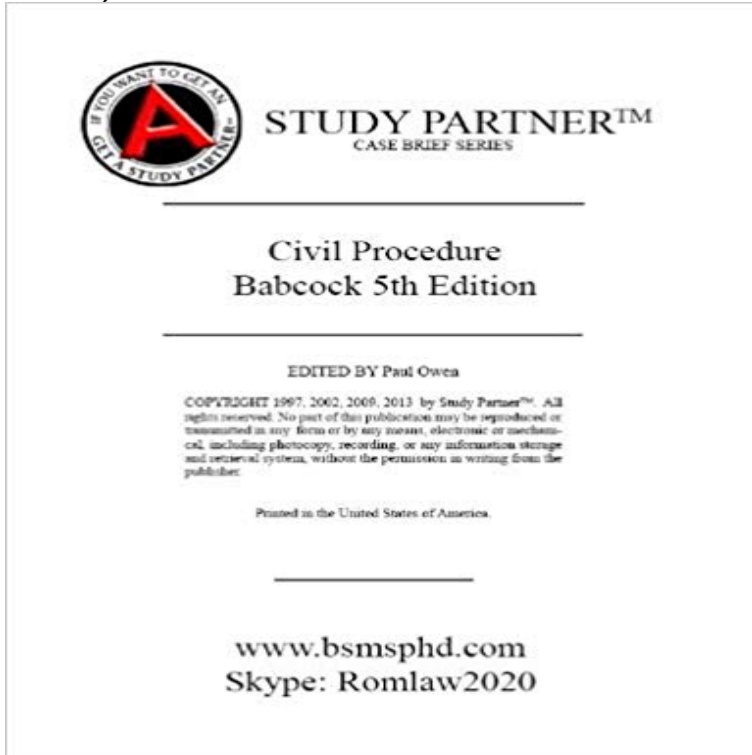 IF YOU WANT TO GET AN
A
GET A STUDY PARTNER
STUDY PARTNER™
CASE BRIEF SERIES
Civil Procedure
Babcock 5th Edition
EDITED BY Paul Owen
COPYRIGHT 1997, 2002, 2009, 2013 by Study Partner™. All
rights reserved. No part of this publication may be reproduced or
transmitted in any form or by any means, electronic or mechan-
cal, including photocopy, recording, or any information storage
and retrieval system, without the permission in writing from the
publisher.
Printed in the United States of America.
www.bsmsphd.com
Skype: Romlaw2020